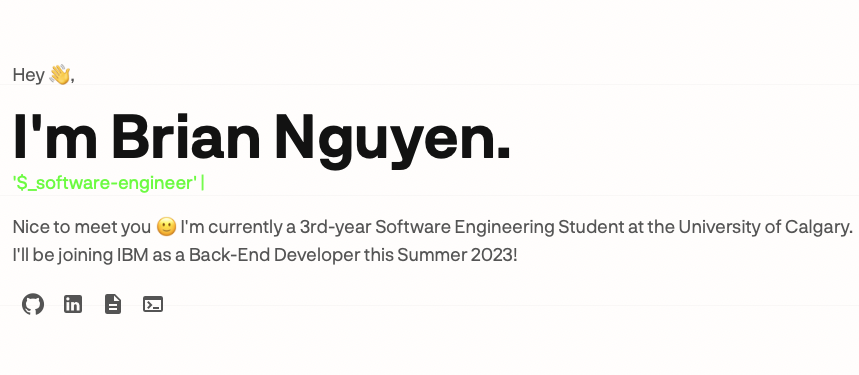 Hey 👋,
I'm Brian Nguyen.
'$_software-engineer' |
Nice to meet you 🙂 I'm currently a 3rd-year Software Engineering Student at the University of Calgary.
I'll be joining IBM as a Back-End Developer this Summer 2023!